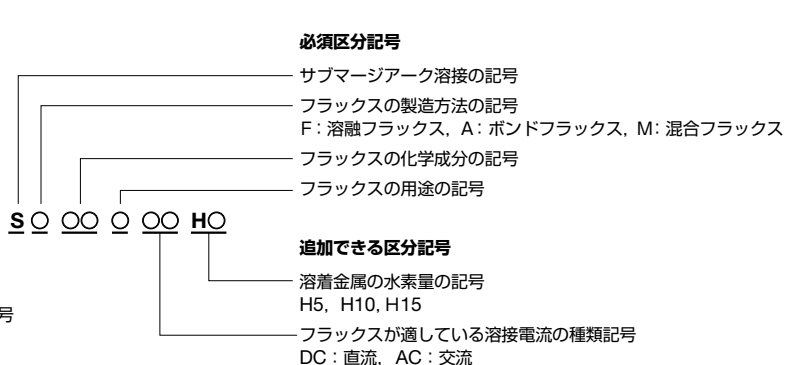 必須区分記号
サブマージアーク溶接の記号
フラックスの製造方法の記号
F：溶融フラックス，A：ボンドフラックス，M：混合フラックス
フラックスの化学成分の記号
フラックスの用途の記号
S○ ○○ ○ ○○ H○
追加できる区分記号
溶着金属の水素量の記号
H5，H10，H15
号
フラックスが適している溶接電流の種類記号
DC：直流，AC：交流